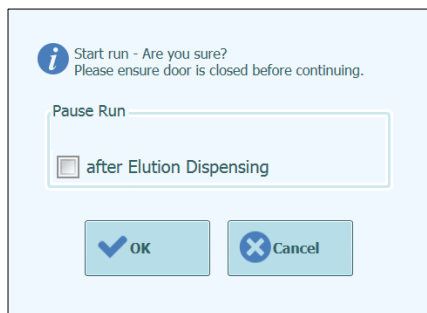 Start run - Are you sure?
Please ensure door is closed before continuing.
Pause Run
after Elution Dispensing
OK
Cancel